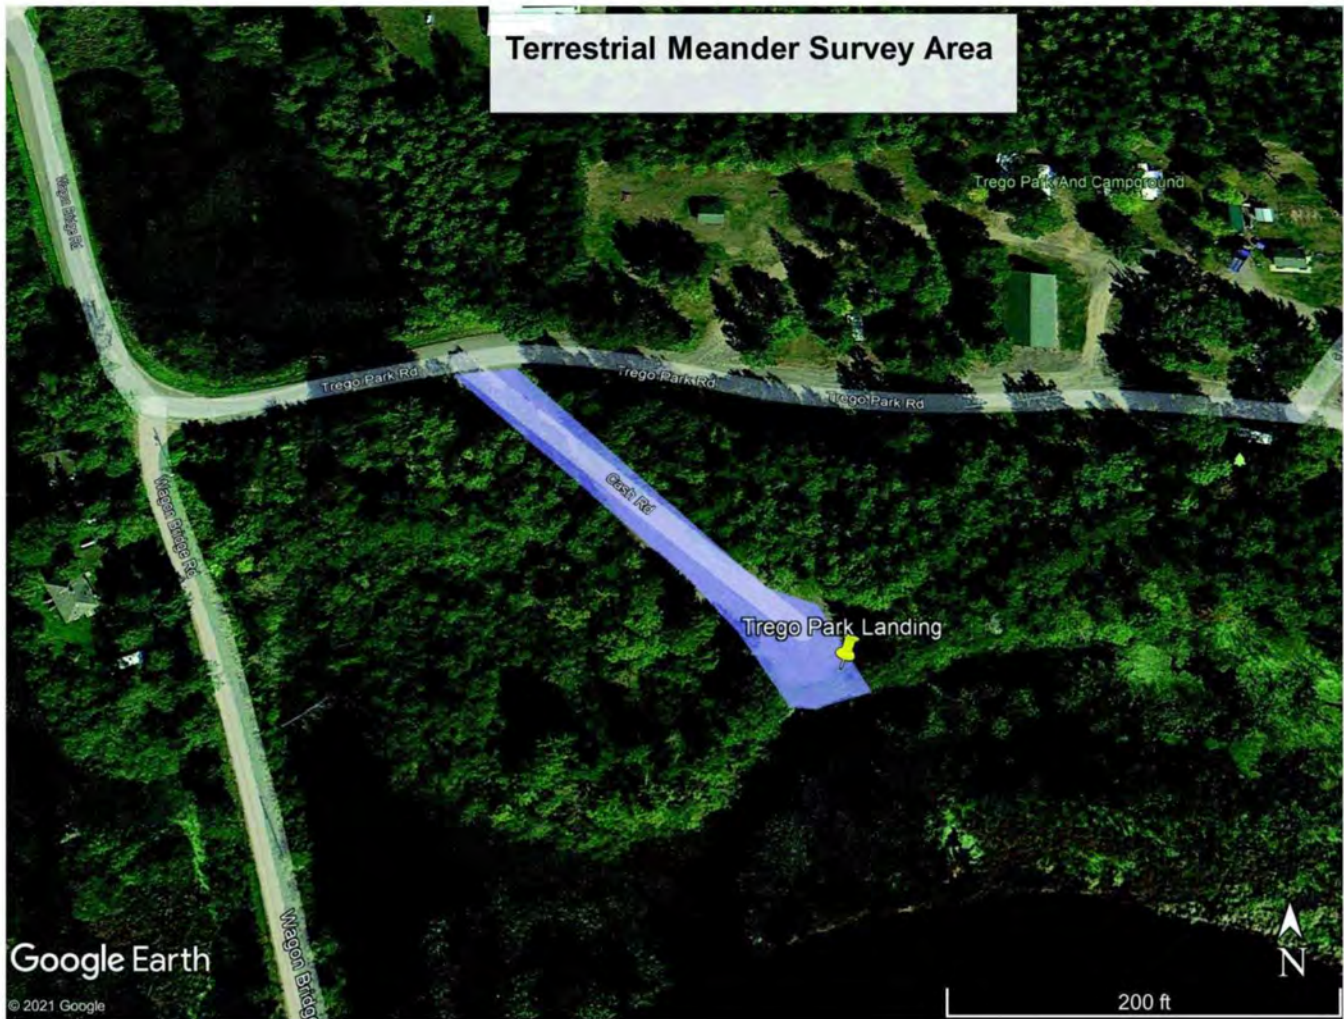 Terrestrial Meander Survey Area
Trego Park And Campground
Wagon Bridge Rd
Trego Park Rd
Trego Park Rd
Trego Park Rd
Gash Rd
Wagon Bridge Rd
Trego Park Landing
Wagon Bridge
Google Earth
N
© 2021 Google
200 ft